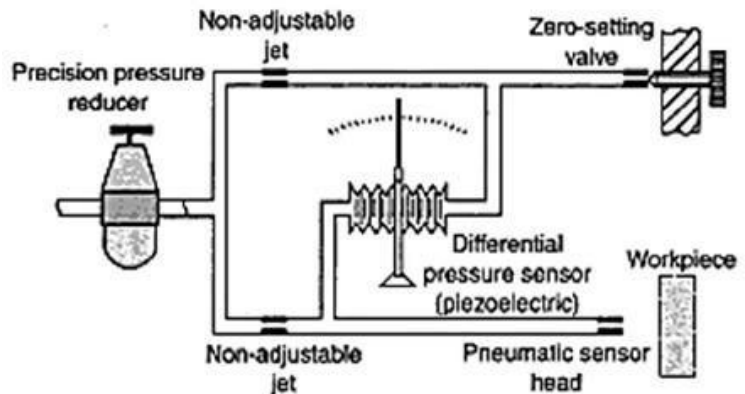 Non-adjustable
jet
Zero-setting
valve
Precision pressure
reducer
Differential
pressure sensor
(piezoelectric)
Workpiece
Non-adjustable
jet
Pneumatic sensor
head